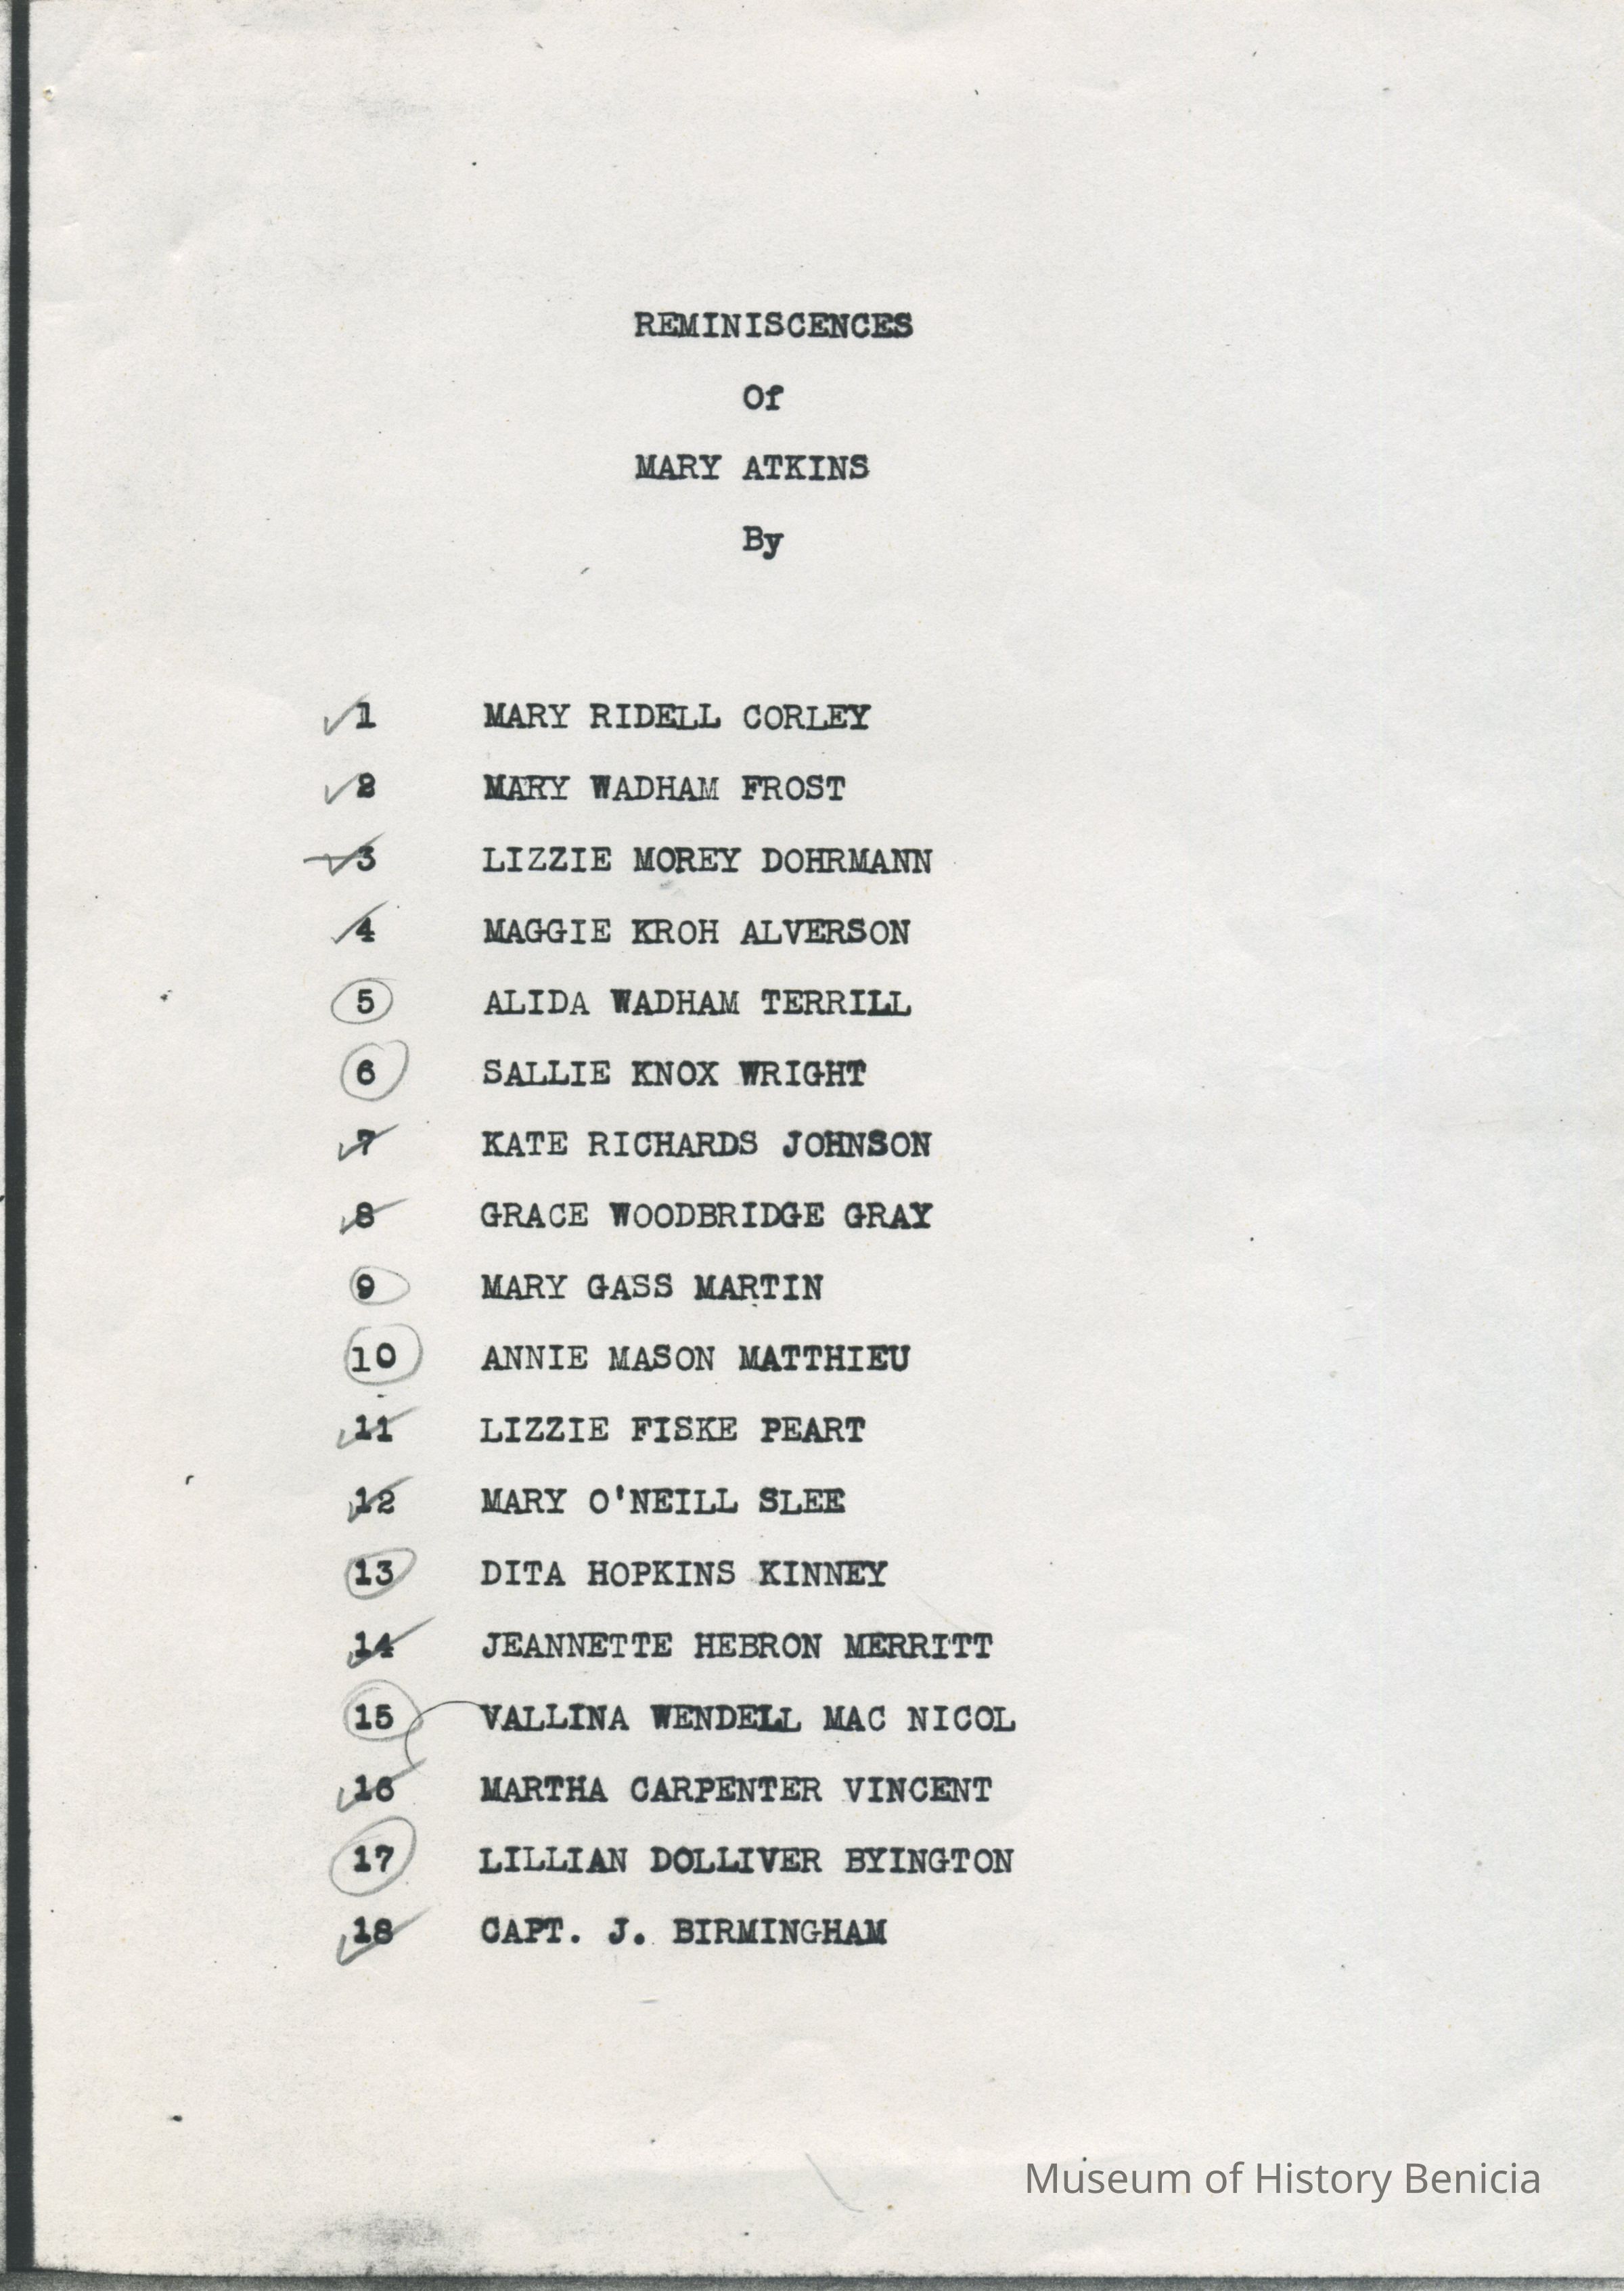 REMINISCENCES
Of
MARY ATKINS
By
1 MARY RIDELL CORLEY
2 MARY WADHAM FROST
3 LIZZIE MOREY DOHRMANN
4 MAGGIE KROH ALVERSON
5 ALIDA WADHAM TERRILL
6 SALLIE KNOX WRIGHT
7 KATE RICHARDS JOHNSON
8 GRACE WOODBRIDGE GRAY
9 MARY GASS MARTIN
10 ANNIE MASON MATTHIEU
11 LIZZIE FISKE PEART
12 MARY O'NEILL SLEE
13 DITA HOPKINS KINNEY
14 JEANNETTE HEBRON MERRITT
15 VALLINA WENDELL MAC NICOL
16 MARTHA CARPENTER VINCENT
17 LILLIAN DOLLIVER BYINGTON
18 CAPT. J. BIRMINGHAM
Museum of History Benicia